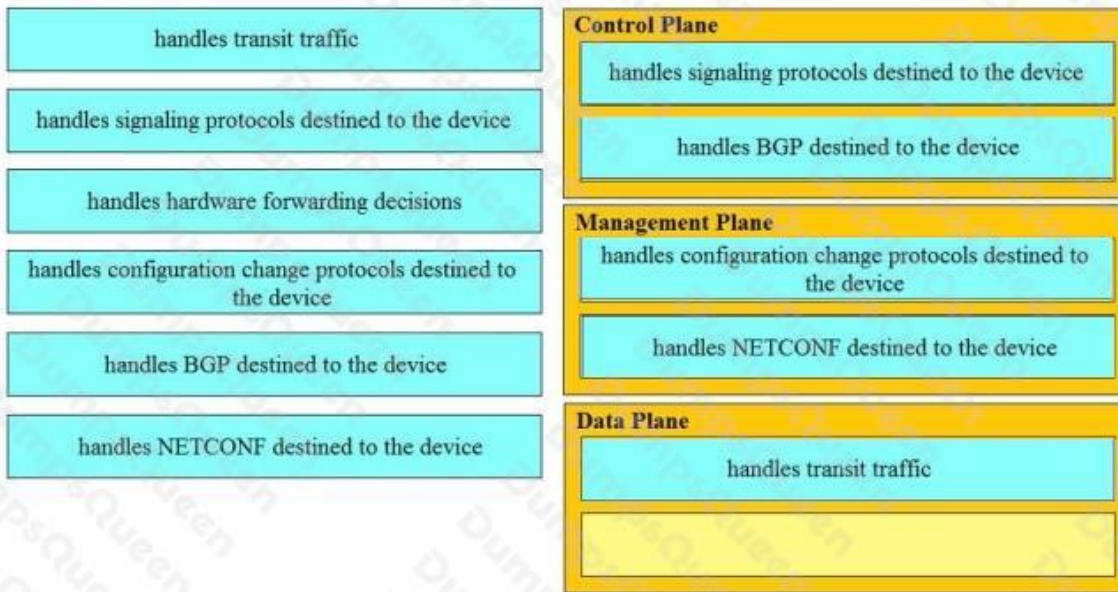 handles transit traffic
handles signaling protocols destined to the device
handles hardware forwarding decisions
handles configuration change protocols destined to
the device
handles BGP destined to the device
handles NETCONF destined to the device
Control Plane
handles signaling protocols destined to the device
handles BGP destined to the device
Management Plane
handles configuration change protocols destined to
the device
handles NETCONF destined to the device
Data Plane
handles transit traffic
DumpsQueen